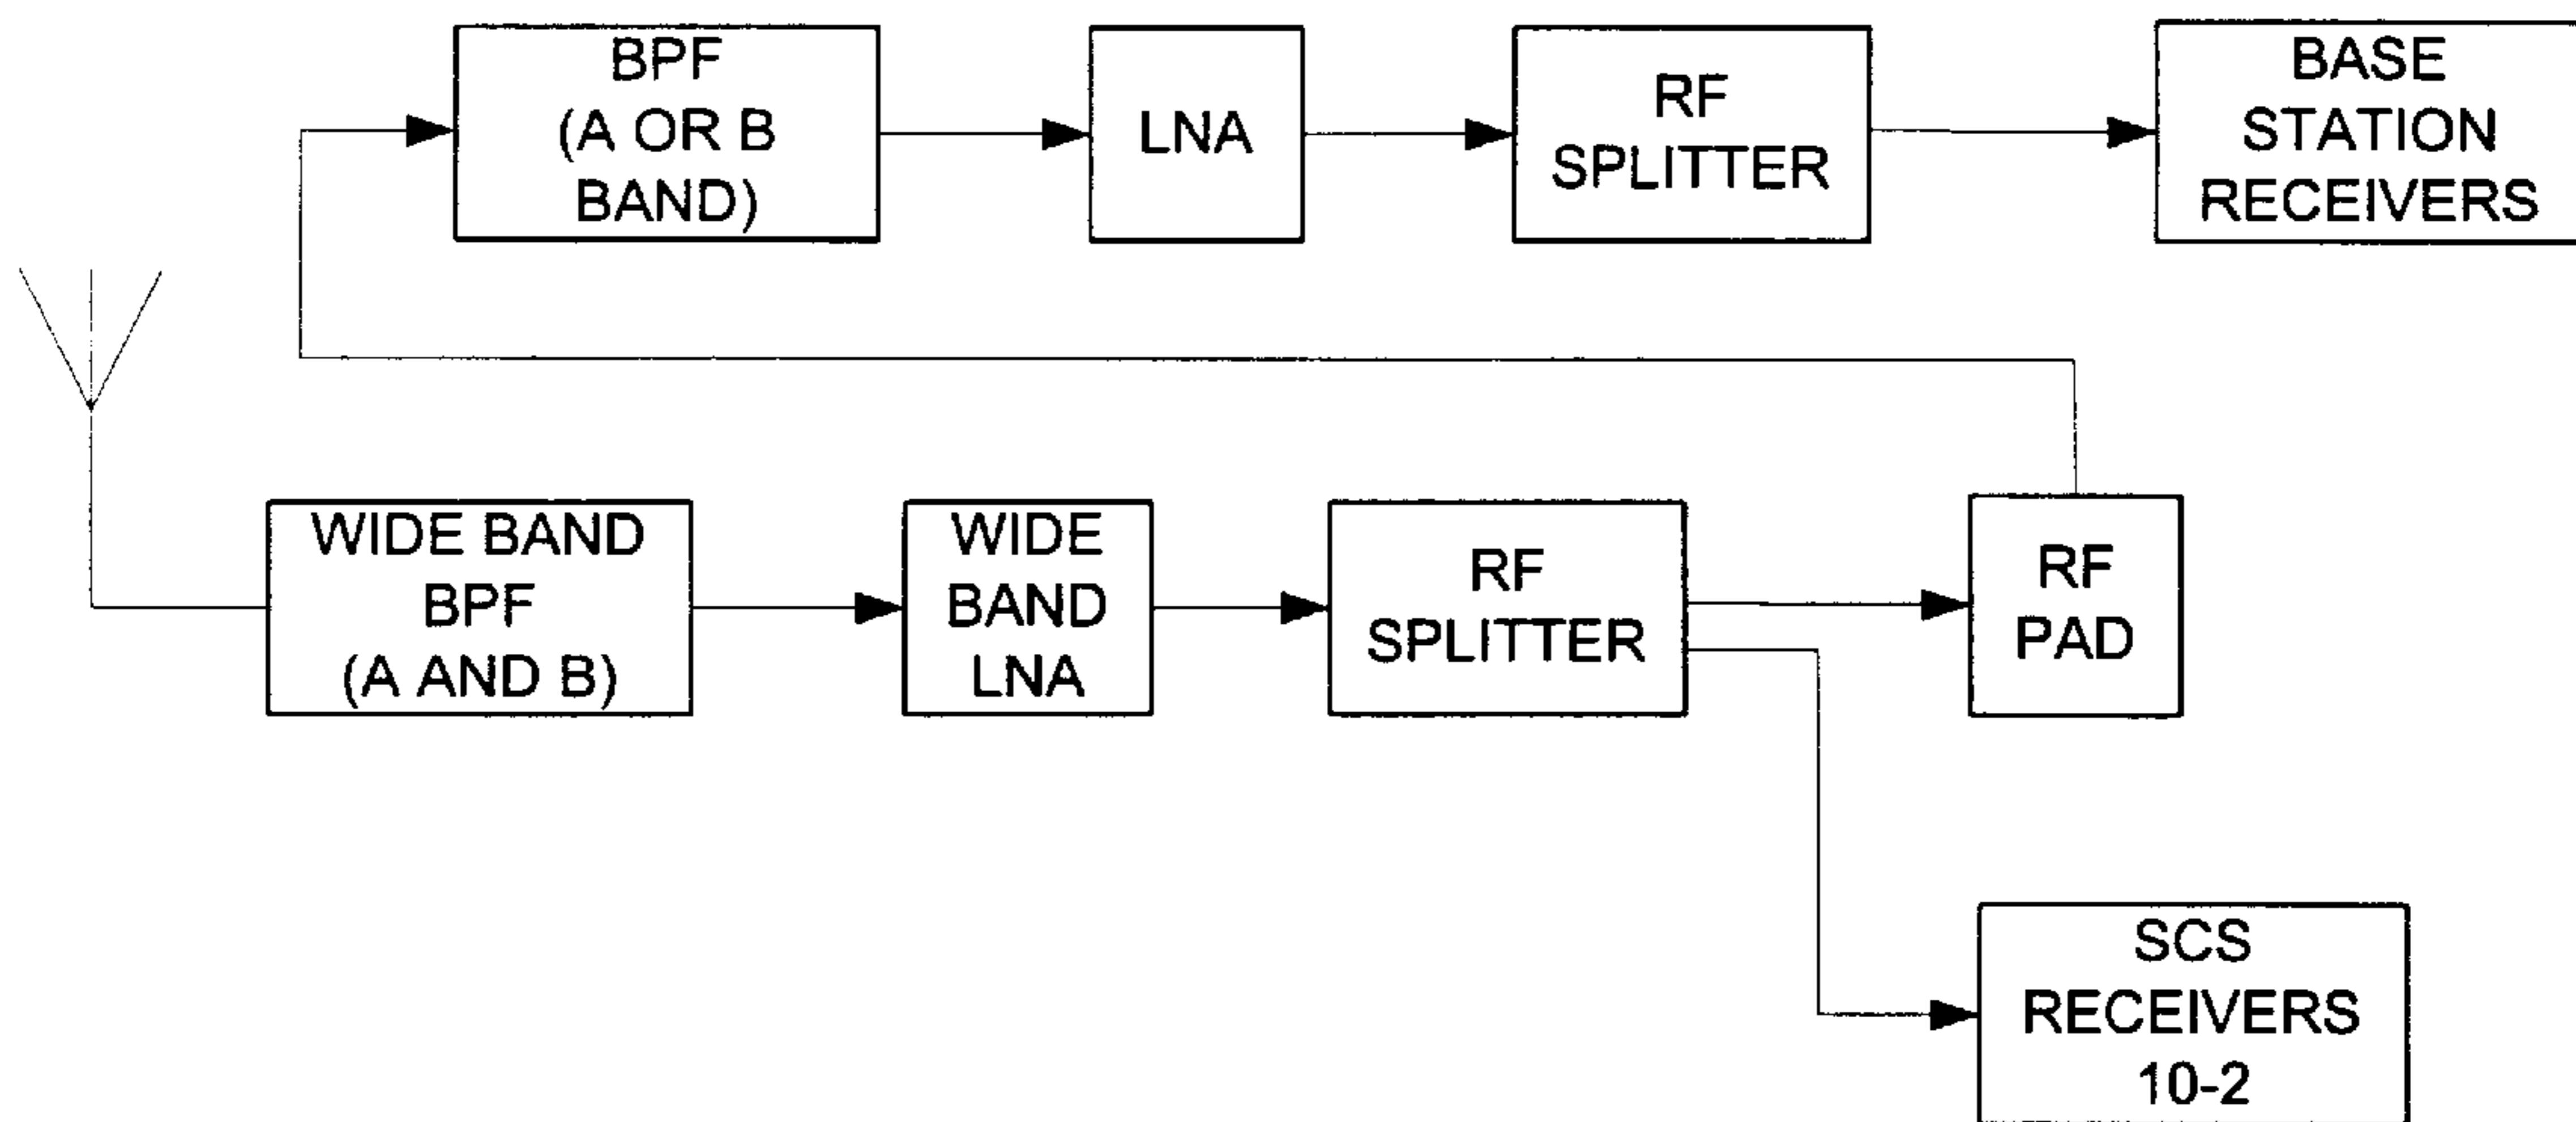 BPF
(A OR B
BAND)
LNA
RF
SPLITTER
BASE
STATION
RECEIVERS
WIDE BAND
BPF
(A AND B)
WIDE
BAND
LNA
RF
SPLITTER
RF
PAD
SCS
RECEIVERS
10-2